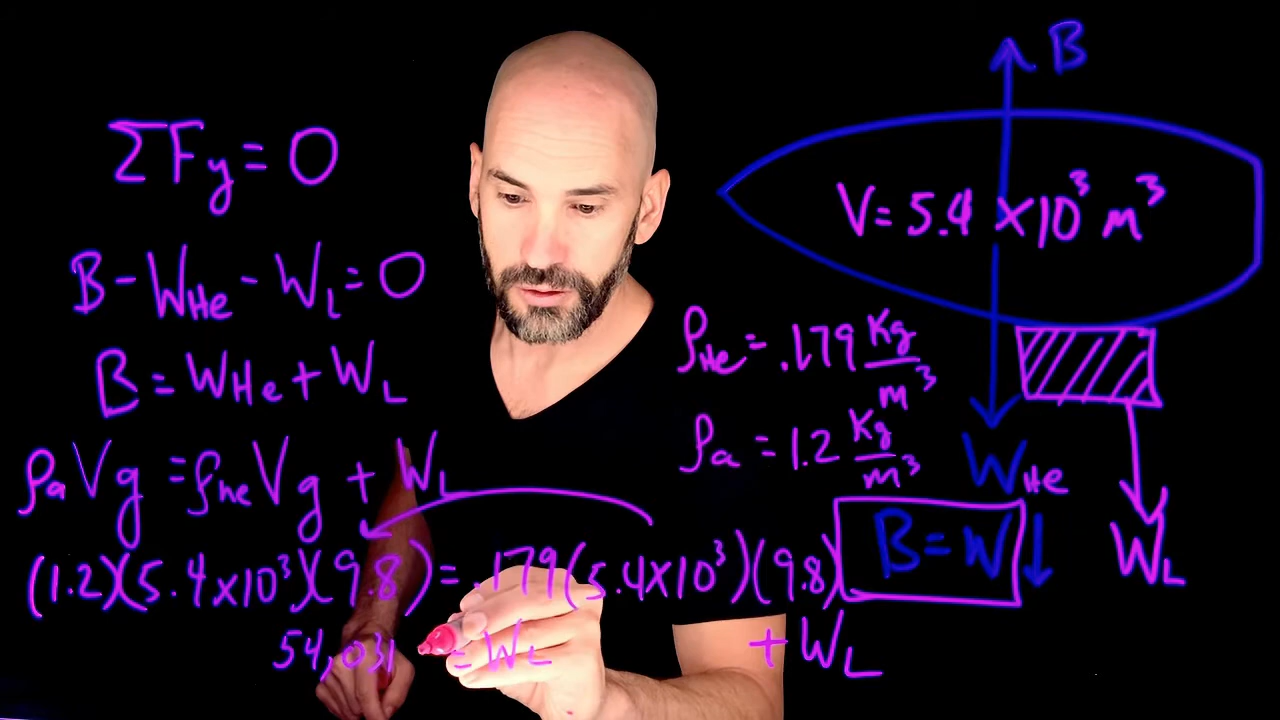 ΣFy = 0
B - WHe - WL = 0
B = WHe + WL
ρaVg = ρHeVg + WL
(1.2)(5.4×10³)(9.8) = .179(5.4×10³)(9.8)
+ WL
54,031 = WL
B
V = 5.4 ×10³ m³
ρHe = .179 Kg/m³
ρa = 1.2 Kg/m³
WHe
WL
B = W↓